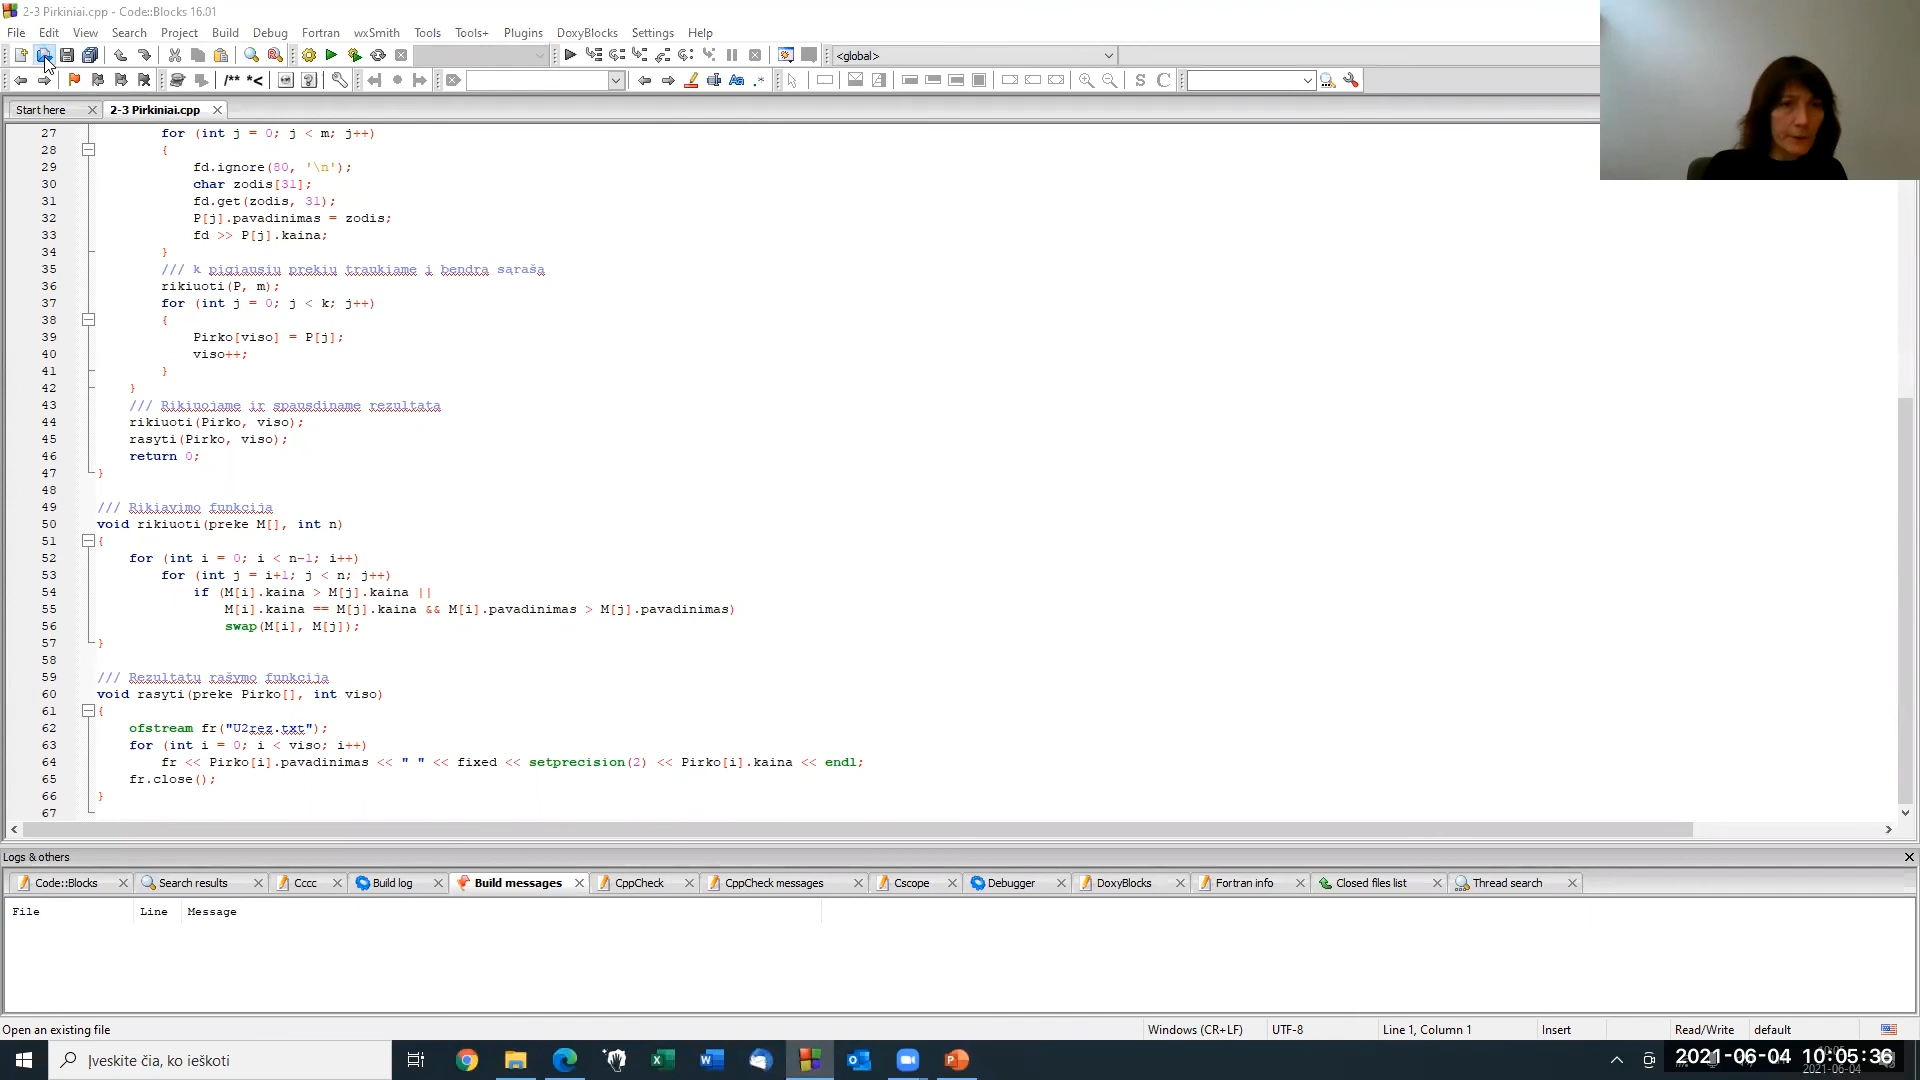 2-3 Pirkiniai.cpp - Code::Blocks 16.01
File Edit View Search Project Build Debug Fortran wxSmith Tools Tools+ Plugins DoxyBlocks Settings Help
<global>
/** *<
Aa .*
S C
Start here 2-3 Pirkiniai.cpp
27 for (int j = 0; j < m; j++)
28 {
29 fd.ignore(80, '\n');
30 char zodis[31];
31 fd.get(zodis, 31);
32 P[j].pavadinimas = zodis;
33 fd >> P[j].kaina;
34 }
35 /// k pigiausių prekių traukiame į bendrą sąrašą
36 rikiuoti(P, m);
37 for (int j = 0; j < k; j++)
38 {
39 Pirko[viso] = P[j];
40 viso++;
41 }
42 }
43 /// Rikiuojame ir spausdiname rezultatą
44 rikiuoti(Pirko, viso);
45 rasyti(Pirko, viso);
46 return 0;
47 }
48
49 /// Rikiavimo funkcija
50 void rikiuoti(preke M[], int n)
51 {
52 for (int i = 0; i < n-1; i++)
53 for (int j = i+1; j < n; j++)
54 if (M[i].kaina > M[j].kaina ||
55 M[i].kaina == M[j].kaina && M[i].pavadinimas > M[j].pavadinimas)
56 swap(M[i], M[j]);
57 }
58
59 /// Rezultatų rašymo funkcija
60 void rasyti(preke Pirko[], int viso)
61 {
62 ofstream fr("U2rez.txt");
63 for (int i = 0; i < viso; i++)
64 fr << Pirko[i].pavadinimas << " " << fixed << setprecision(2) << Pirko[i].kaina << endl;
65 fr.close();
66 }
67
Logs & others
Code::Blocks Search results Cccc Build log Build messages CppCheck CppCheck messages Cscope Debugger DoxyBlocks Fortran info Closed files list Thread search
File Line Message
Open an existing file Windows (CR+LF) UTF-8 Line 1, Column 1 Insert Read/Write default
Įveskite čia, ko ieškoti
2021-06-04 10:05:36
2021-06-04